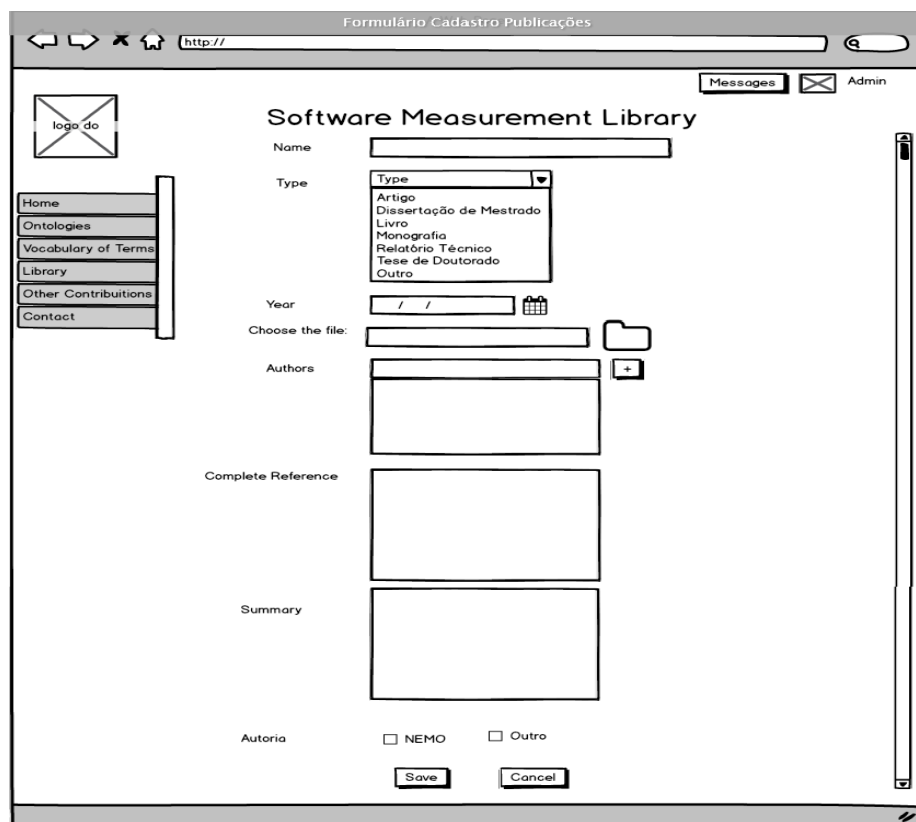 Formulário Cadastro Publicações
http://
Messages
Admin
logo do
Software Measurement Library
Home
Ontologies
Vocabulary of Terms
Library
Other Contribuitions
Contact
Name
Type
Type
Artigo
Dissertação de Mestrado
Livro
Monografia
Relatório Técnico
Tese de Doutorado
Outro
Year
/ /
Choose the file:
Authors
+
Complete Reference
Summary
Autoria
NEMO
Outro
Save
Cancel